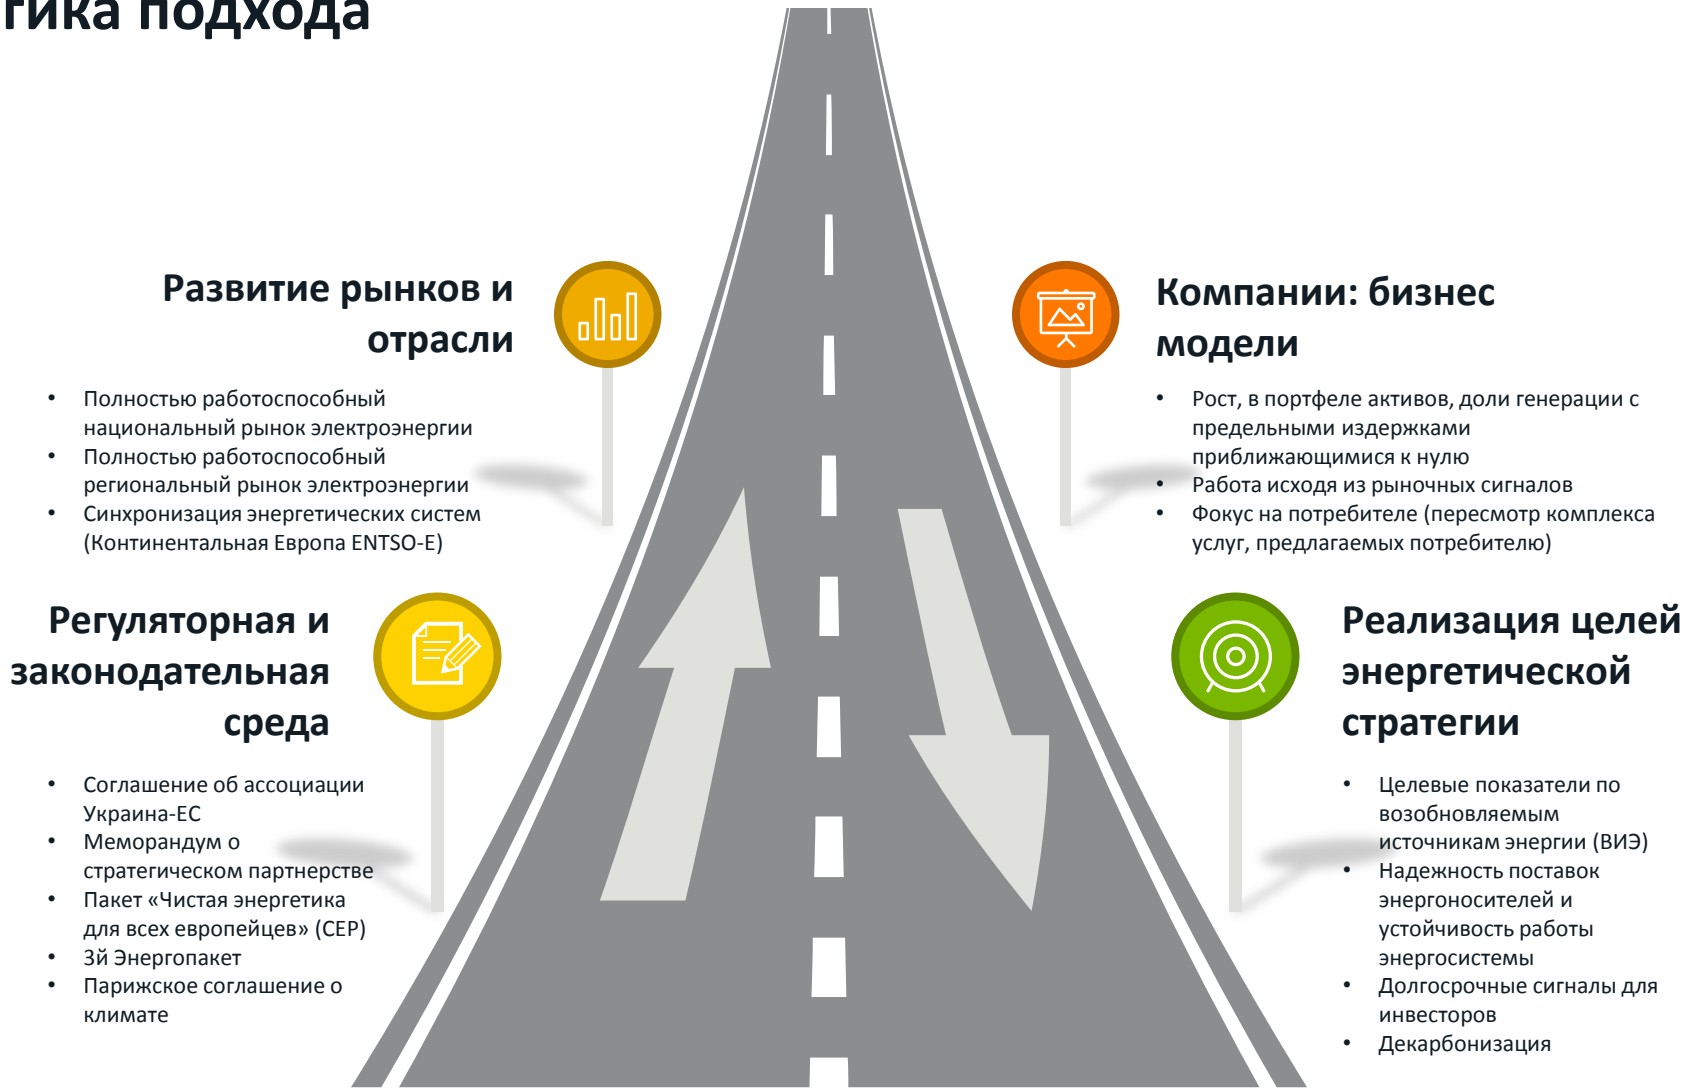 гика подхода
Развитие рынков и
отрасли
• Полностью работоспособный
национальный рынок электроэнергии
• Полностью работоспособный
региональный рынок электроэнергии
• Синхронизация энергетических систем
(Континентальная Европа ENTSO-E)
Компании: бизнес
модели
• Рост, в портфеле активов, доли генерации с
предельными издержками
приближающимися к нулю
• Работа исходя из рыночных сигналов
• Фокус на потребителе (пересмотр комплекса
услуг, предлагаемых потребителю)
Регуляторная и
законодательная
среда
• Соглашение об ассоциации
Украина-ЕС
• Меморандум о
стратегическом партнерстве
• Пакет «Чистая энергетика
для всех европейцев» (CEP)
• 3й Энергопакет
• Парижское соглашение о
климате
Реализация целей
энергетической
стратегии
• Целевые показатели по
возобновляемым
источникам энергии (ВИЭ)
• Надежность поставок
энергоносителей и
устойчивость работы
энергосистемы
• Долгосрочные сигналы для
инвесторов
• Декарбонизация